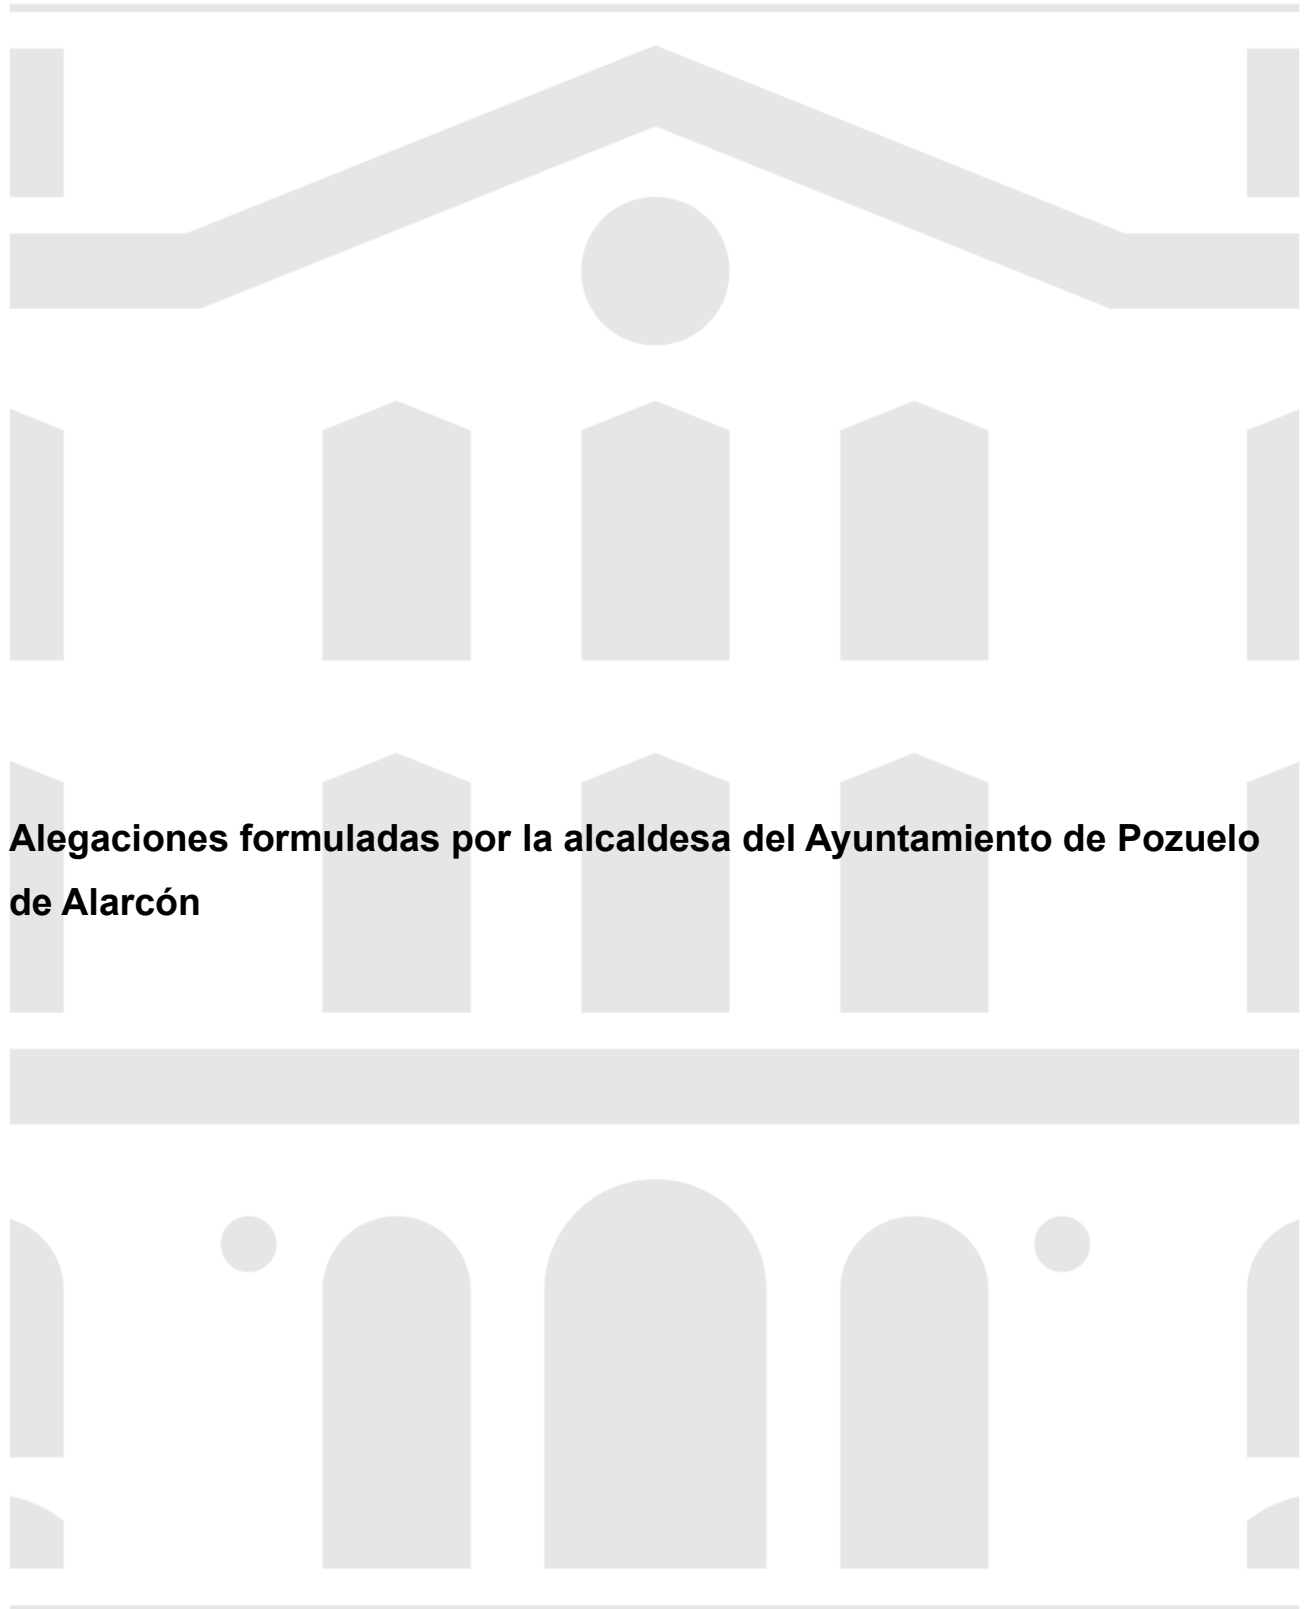 Alegaciones formuladas por la alcaldesa del Ayuntamiento de Pozuelo
de Alarcón